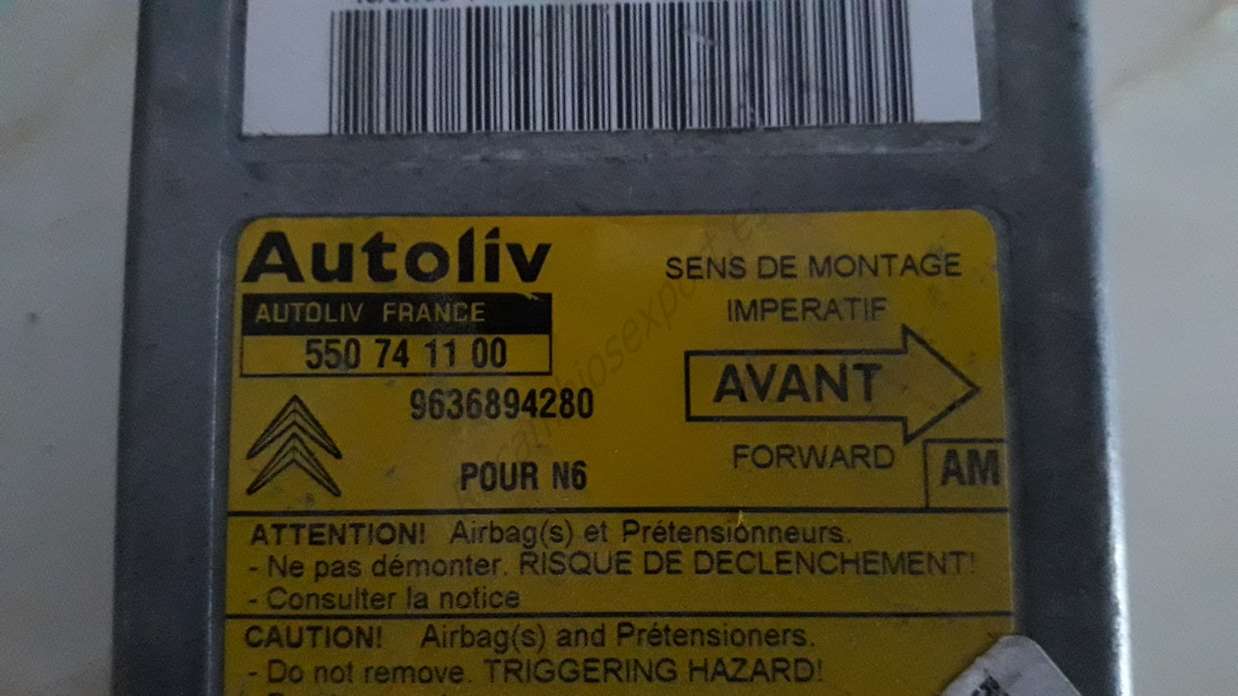 Autoliv
AUTOLIV FRANCE
550 74 11 00
9636894280
POUR N6
SENS DE MONTAGE
IMPERATIF
AVANT
FORWARD
AM
ATTENTION! Airbag(s) et Prétensionneurs.
- Ne pas démonter. RISQUE DE DECLENCHEMENT!
- Consulter la notice
CAUTION! Airbag(s) and Prétensioners.
- Do not remove. TRIGGERING HAZARD!